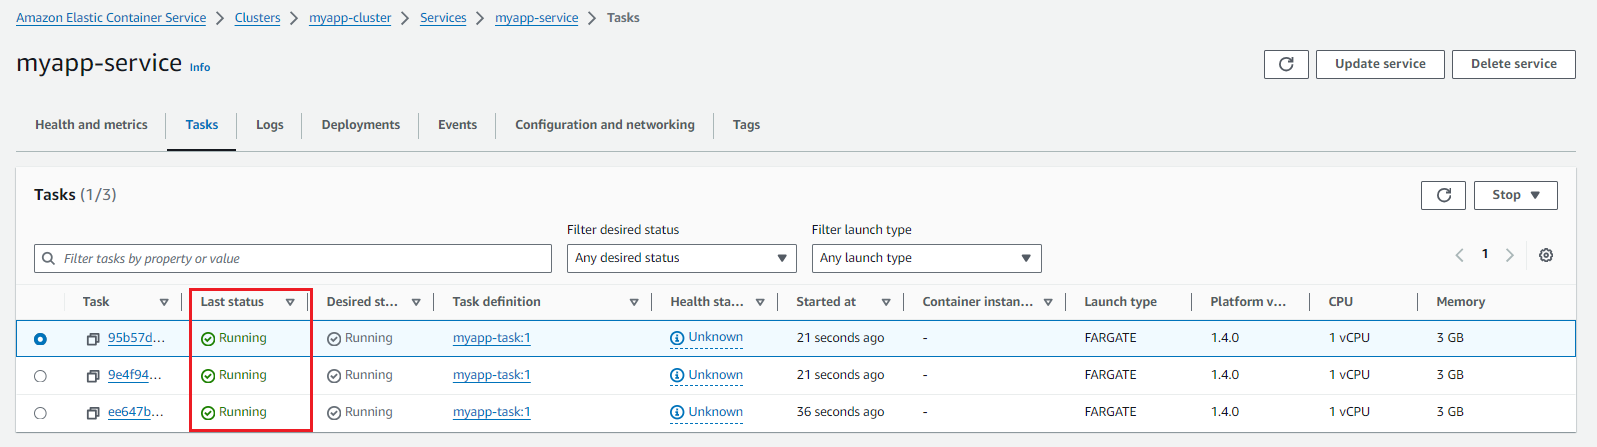 Amazon Elastic Container Service > Clusters > myapp-cluster > Services > myapp-service > Tasks
myapp-service Info
Update service
Delete service
Health and metrics Tasks Logs Deployments Events Configuration and networking Tags
Tasks (1/3)
Stop
Filter desired status Filter launch type
Filter tasks by property or value Any desired status Any launch type 1
Task Last status Desired st... Task definition Health sta... Started at Container instan... Launch type Platform v... CPU Memory
95b57d... Running Running myapp-task:1 Unknown 21 seconds ago - FARGATE 1.4.0 1 vCPU 3 GB
9e4f94... Running Running myapp-task:1 Unknown 21 seconds ago - FARGATE 1.4.0 1 vCPU 3 GB
ee647b... Running Running myapp-task:1 Unknown 36 seconds ago - FARGATE 1.4.0 1 vCPU 3 GB